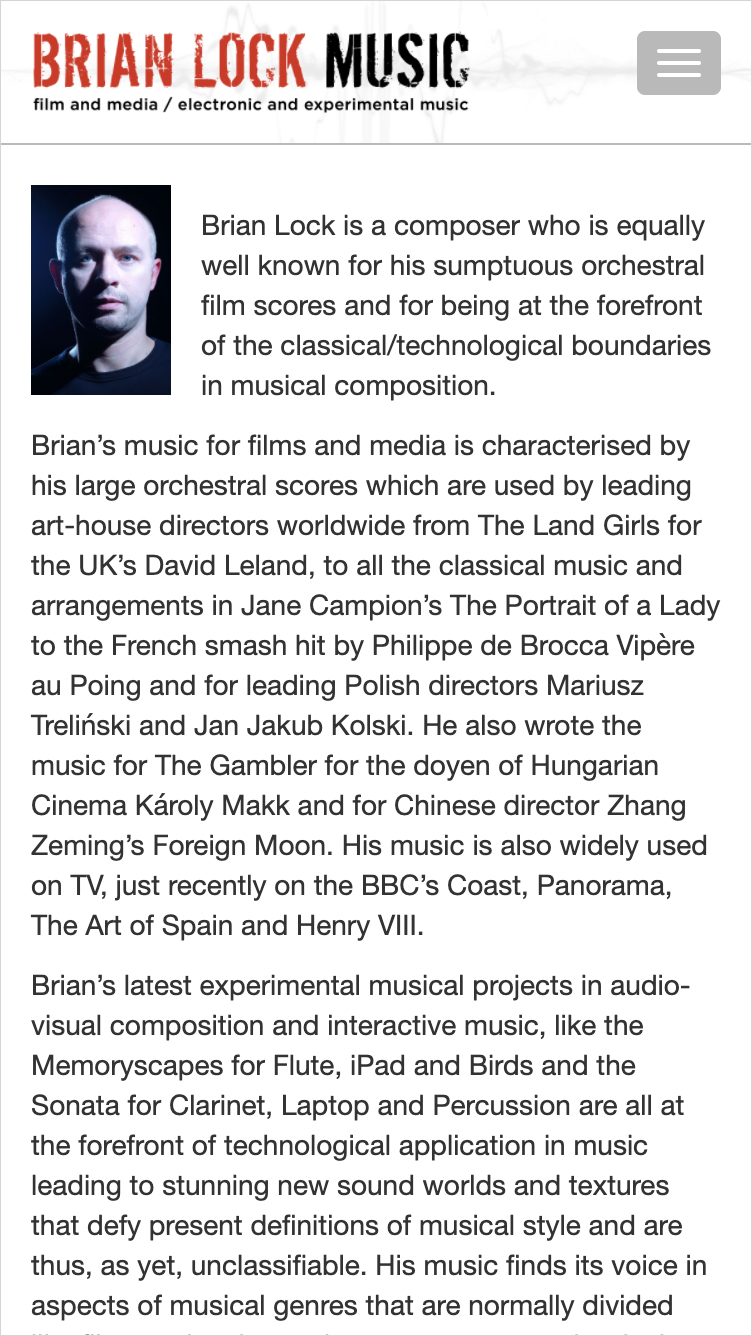 BRIAN LOCK MUSIC
film and media / electronic and experimental music
Brian Lock is a composer who is equally
well known for his sumptuous orchestral
film scores and for being at the forefront
of the classical/technological boundaries
in musical composition.
Brian’s music for films and media is characterised by
his large orchestral scores which are used by leading
art-house directors worldwide from The Land Girls for
the UK’s David Leland, to all the classical music and
arrangements in Jane Campion’s The Portrait of a Lady
to the French smash hit by Philippe de Brocca Vipère
au Poing and for leading Polish directors Mariusz
Treliński and Jan Jakub Kolski. He also wrote the
music for The Gambler for the doyen of Hungarian
Cinema Károly Makk and for Chinese director Zhang
Zeming’s Foreign Moon. His music is also widely used
on TV, just recently on the BBC’s Coast, Panorama,
The Art of Spain and Henry VIII.
Brian’s latest experimental musical projects in audio-
visual composition and interactive music, like the
Memoryscapes for Flute, iPad and Birds and the
Sonata for Clarinet, Laptop and Percussion are all at
the forefront of technological application in music
leading to stunning new sound worlds and textures
that defy present definitions of musical style and are
thus, as yet, unclassifiable. His music finds its voice in
aspects of musical genres that are normally divided